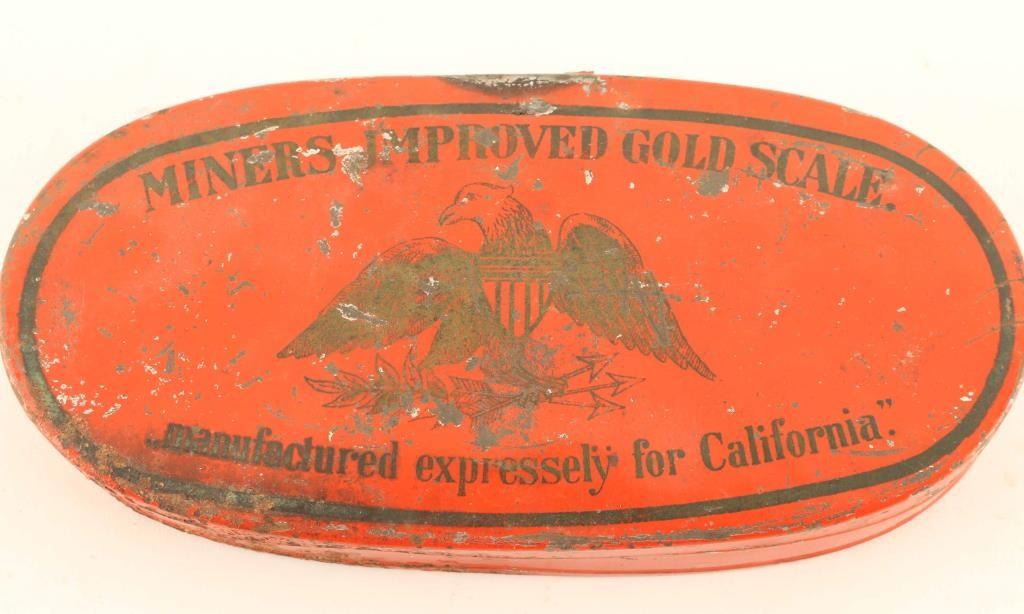 MINERS IMPROVED GOLD SCALE.
„manufactured expressely for California."